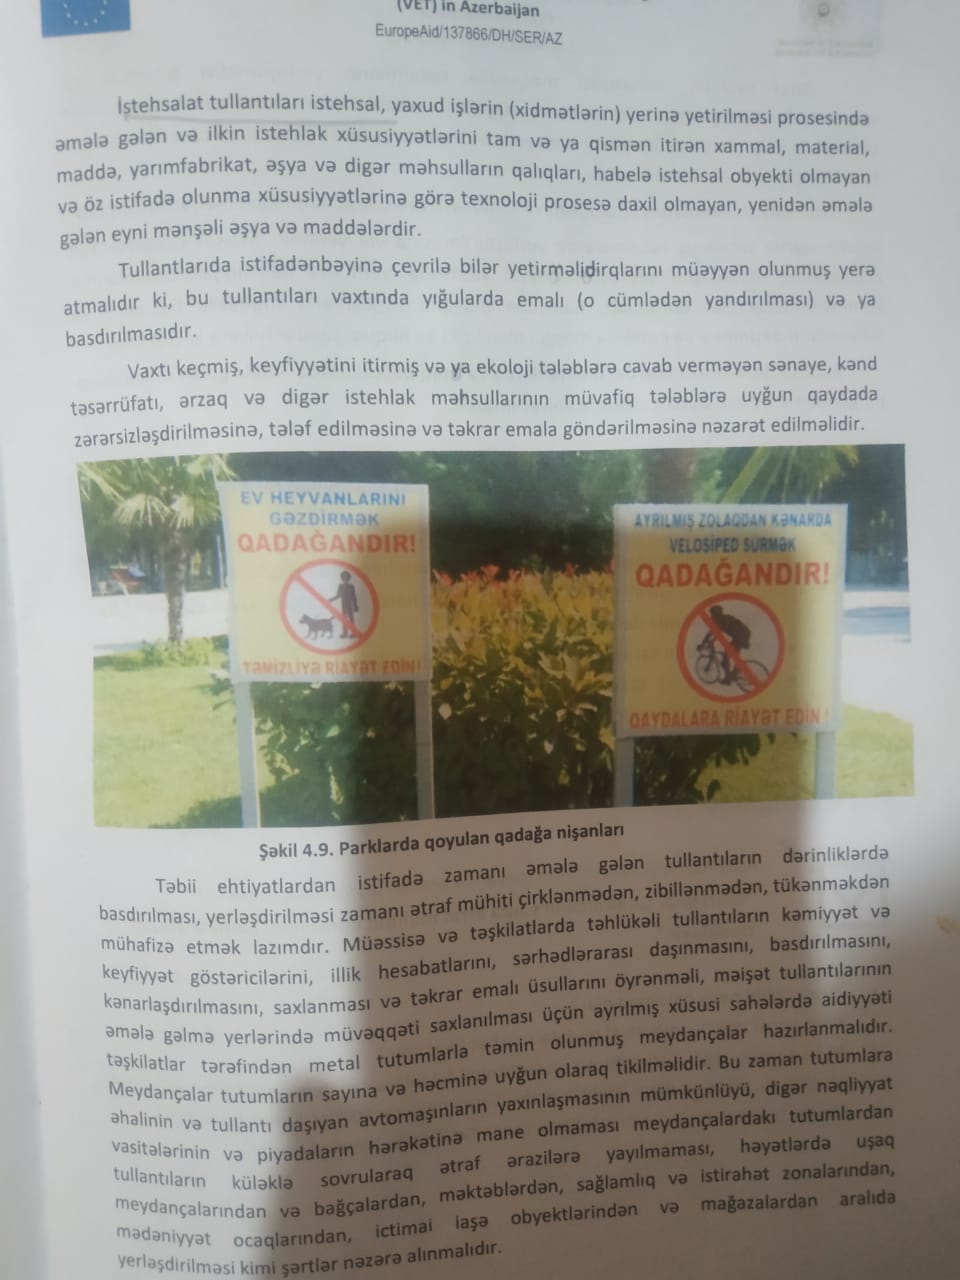 (VET) in Azerbaijan
EuropeAid/137866/DH/SER/AZ
İstehsalat tullantıları istehsal, yaxud işlərin (xidmətlərin) yerinə yetirilməsi prosesində
əmələ gələn və ilkin istehlak xüsusiyyətlərini tam və ya qismən itirən xammal, material,
maddə, yarımfabrikat, əşya və digər məhsulların qalıqları, habelə istehsal obyekti olmayan
və öz istifadə olunma xüsusiyyətlərinə görə texnoloji prosesə daxil olmayan, yenidən əmələ
gələn eyni mənşəli əşya və maddələrdir.
Tullantlarıda istifadənbəyinə çevrilə bilər yetirməlidirqlarını müəyyən olunmuş yerə
atmalıdır ki, bu tullantıları vaxtında yığularda emalı (o cümlədən yandırılması) və ya
basdırılmasıdır.
Vaxtı keçmiş, keyfiyyətini itirmiş və ya ekoloji tələblərə cavab verməyən sənaye, kənd
təsərrüfatı, ərzaq və digər istehlak məhsullarının müvafiq tələblərə uyğun qaydada
zərərsizləşdirilməsinə, tələf edilməsinə və təkrar emala göndərilməsinə nəzarət edilməlidir.
EV HEYVANLARINI
GƏZDİRMƏK
QADAĞANDIR!
TƏMİZLİYƏ RİAYƏT EDİN!
AYRILMIŞ ZOLAQDAN KƏNARDA
VELOSİPED SÜRMƏK
QADAĞANDIR!
QAYDALARA RİAYƏT EDİN!
Şəkil 4.9. Parklarda qoyulan qadağa nişanları
Təbii ehtiyatlardan istifadə zamanı əmələ gələn tullantıların dərinliklərdə
basdırılması, yerləşdirilməsi zamanı ətraf mühiti çirklənmədən, zibillənmədən, tükənməkdən
mühafizə etmək lazımdır. Müəssisə və təşkilatlarda təhlükəli tullantıların kəmiyyət və
keyfiyyət göstəricilərini, illik hesabatlarını, sərhədlərarası daşınmasını, basdırılmasını,
kənarlaşdırılmasını, saxlanması və təkrar emalı üsullarını öyrənməli, məişət tullantılarının
əmələ gəlmə yerlərində müvəqqəti saxlanılması üçün ayrılmış xüsusi sahələrdə aidiyyəti
təşkilatlar tərəfindən metal tutumlarla təmin olunmuş meydançalar hazırlanmalıdır.
Meydançalar tutumların sayına və həcminə uyğun olaraq tikilməlidir. Bu zaman tutumlara
əhalinin və tullantı daşıyan avtomaşınların yaxınlaşmasının mümkünlüyü, digər nəqliyyat
vasitələrinin və piyadaların hərəkətinə mane olmaması meydançalardakı tutumlardan
tullantıların küləklə sovrularaq ətraf ərazilərə yayılmaması, həyətlərdə uşaq
meydançalarından və bağçalardan, məktəblərdən, sağlamlıq və istirahət zonalarından,
mədəniyyət ocaqlarından, ictimai iaşə obyektlərindən və mağazalardan aralıda
yerləşdirilməsi kimi şərtlər nəzərə alınmalıdır.